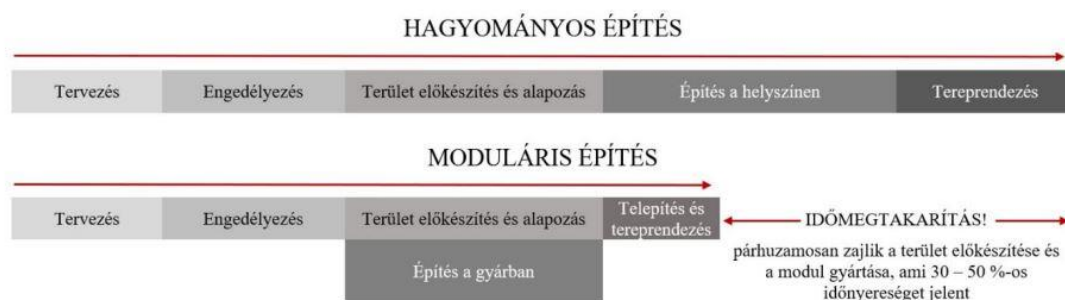 HAGYOMÁNYOS ÉPÍTÉS
Tervezés
Engedélyezés
Terület előkészítés és alapozás
Építés a helyszínen
Tereprendezés
MODULÁRIS ÉPÍTÉS
Tervezés
Engedélyezés
Terület előkészítés és alapozás
Telepítés és
tereprendezés
Építés a gyárban
IDŐMEGTAKARÍTÁS!
párhuzamosan zajlik a terület előkészítése és
a modul gyártása, ami 30 – 50 %-os
időnyereséget jelent